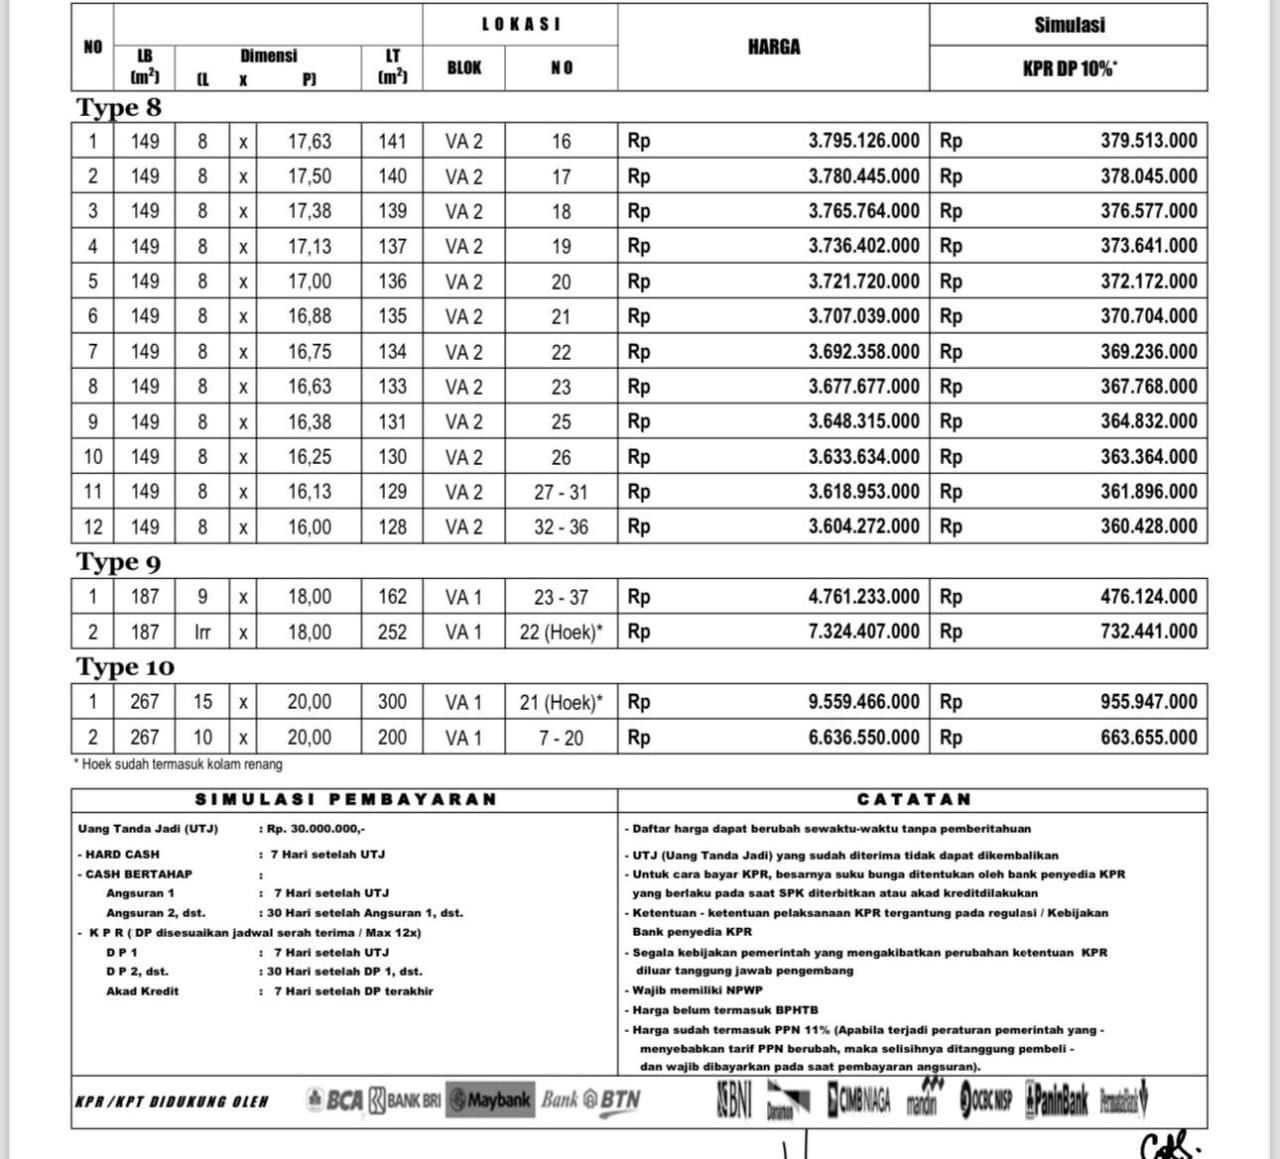 NO LB (m²) Dimensi (L x P) LT (m²) LOKASI BLOK NO HARGA Simulasi KPR DP 10%*
Type 8
1 149 8 x 17,63 141 VA 2 16 Rp 3.795.126.000 Rp 379.513.000
2 149 8 x 17,50 140 VA 2 17 Rp 3.780.445.000 Rp 378.045.000
3 149 8 x 17,38 139 VA 2 18 Rp 3.765.764.000 Rp 376.577.000
4 149 8 x 17,13 137 VA 2 19 Rp 3.736.402.000 Rp 373.641.000
5 149 8 x 17,00 136 VA 2 20 Rp 3.721.720.000 Rp 372.172.000
6 149 8 x 16,88 135 VA 2 21 Rp 3.707.039.000 Rp 370.704.000
7 149 8 x 16,75 134 VA 2 22 Rp 3.692.358.000 Rp 369.236.000
8 149 8 x 16,63 133 VA 2 23 Rp 3.677.677.000 Rp 367.768.000
9 149 8 x 16,38 131 VA 2 25 Rp 3.648.315.000 Rp 364.832.000
10 149 8 x 16,25 130 VA 2 26 Rp 3.633.634.000 Rp 363.364.000
11 149 8 x 16,13 129 VA 2 27 - 31 Rp 3.618.953.000 Rp 361.896.000
12 149 8 x 16,00 128 VA 2 32 - 36 Rp 3.604.272.000 Rp 360.428.000
Type 9
1 187 9 x 18,00 162 VA 1 23 - 37 Rp 4.761.233.000 Rp 476.124.000
2 187 Irr x 18,00 252 VA 1 22 (Hoek)* Rp 7.324.407.000 Rp 732.441.000
Type 10
1 267 15 x 20,00 300 VA 1 21 (Hoek)* Rp 9.559.466.000 Rp 955.947.000
2 267 10 x 20,00 200 VA 1 7 - 20 Rp 6.636.550.000 Rp 663.655.000
* Hoek sudah termasuk kolam renang
SIMULASI PEMBAYARAN
Uang Tanda Jadi (UTJ) : Rp. 30.000.000,-
- HARD CASH : 7 Hari setelah UTJ
- CASH BERTAHAP :
Angsuran 1 : 7 Hari setelah UTJ
Angsuran 2, dst. : 30 Hari setelah Angsuran 1, dst.
- K P R ( DP disesuaikan jadwal serah terima / Max 12x)
D P 1 : 7 Hari setelah UTJ
D P 2, dst. : 30 Hari setelah DP 1, dst.
Akad Kredit : 7 Hari setelah DP terakhir
CATATAN
- Daftar harga dapat berubah sewaktu-waktu tanpa pemberitahuan
- UTJ (Uang Tanda Jadi) yang sudah diterima tidak dapat dikembalikan
- Untuk cara bayar KPR, besarnya suku bunga ditentukan oleh bank penyedia KPR
yang berlaku pada saat SPK diterbitkan atau akad kreditdilakukan
- Ketentuan - ketentuan pelaksanaan KPR tergantung pada regulasi / Kebijakan
Bank penyedia KPR
- Segala kebijakan pemerintah yang mengakibatkan perubahan ketentuan KPR
diluar tanggung jawab pengembang
- Wajib memiliki NPWP
- Harga belum termasuk BPHTB
- Harga sudah termasuk PPN 11% (Apabila terjadi peraturan pemerintah yang -
menyebabkan tarif PPN berubah, maka selisihnya ditanggung pembeli -
dan wajib dibayarkan pada saat pembayaran angsuran).
KPR/KPT DIDUKUNG OLEH BCA BANK BRI Maybank Bank BTN BNI Danamon CIMB NIAGA mandiri OCBC NISP PaninBank PermataBank